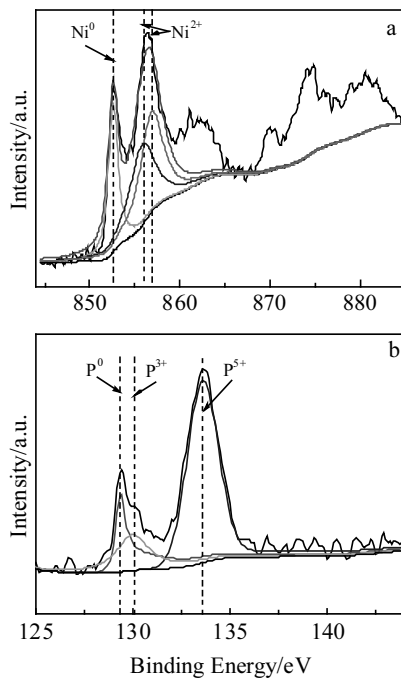 Ni⁰
Ni²⁺
a
Intensity/a.u.
850 860 870 880
b
P⁰
P³⁺
P⁵⁺
Intensity/a.u.
125 130 135 140
Binding Energy/eV